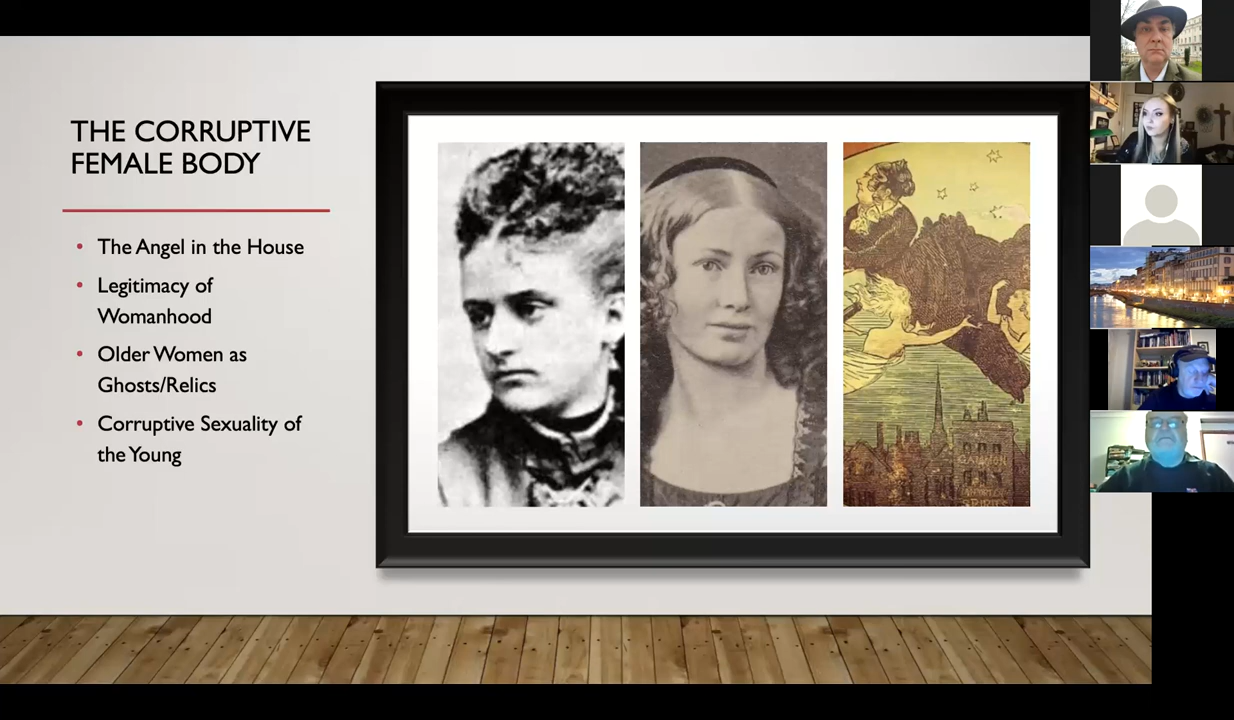 THE CORRUPTIVE
FEMALE BODY
• The Angel in the House
• Legitimacy of
Womanhood
• Older Women as
Ghosts/Relics
• Corruptive Sexuality of
the Young
SPIRITS